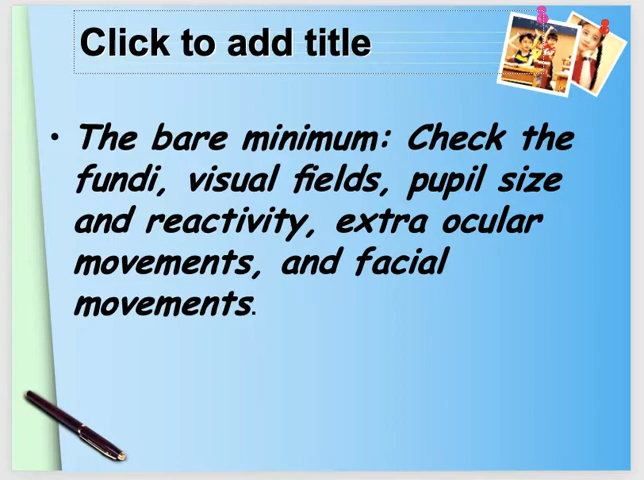 Click to add title
• The bare minimum: Check the
fundi, visual fields, pupil size
and reactivity, extra ocular
movements, and facial
movements.